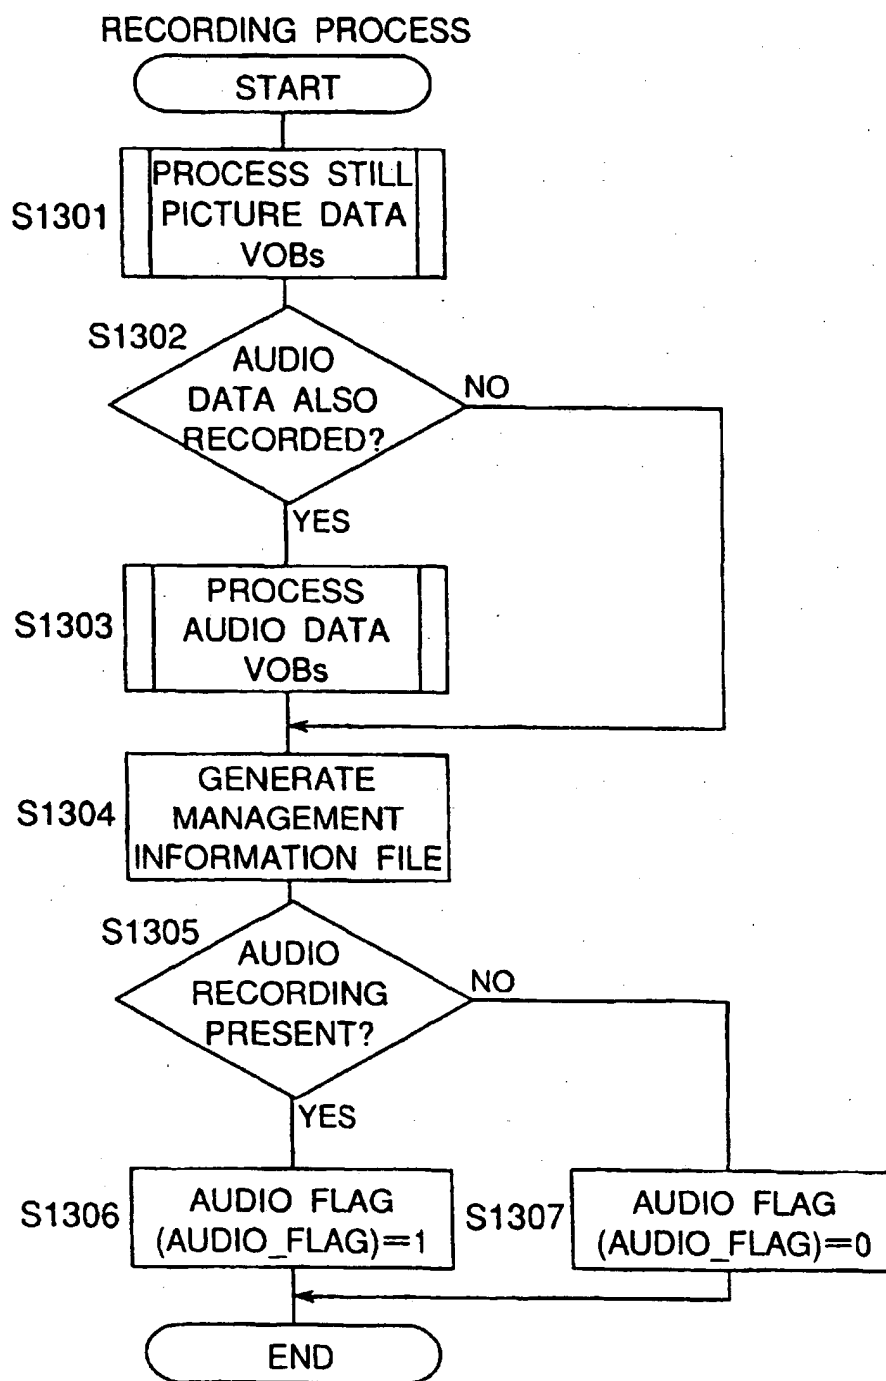 RECORDING PROCESS
START
S1301
PROCESS STILL
PICTURE DATA
VOBs
S1302
AUDIO
DATA ALSO
RECORDED?
NO
YES
S1303
PROCESS
AUDIO DATA
VOBs
S1304
GENERATE
MANAGEMENT
INFORMATION FILE
S1305
AUDIO
RECORDING
PRESENT?
NO
YES
S1306
AUDIO FLAG
(AUDIO_FLAG)=1
S1307
AUDIO FLAG
(AUDIO_FLAG)=0
END